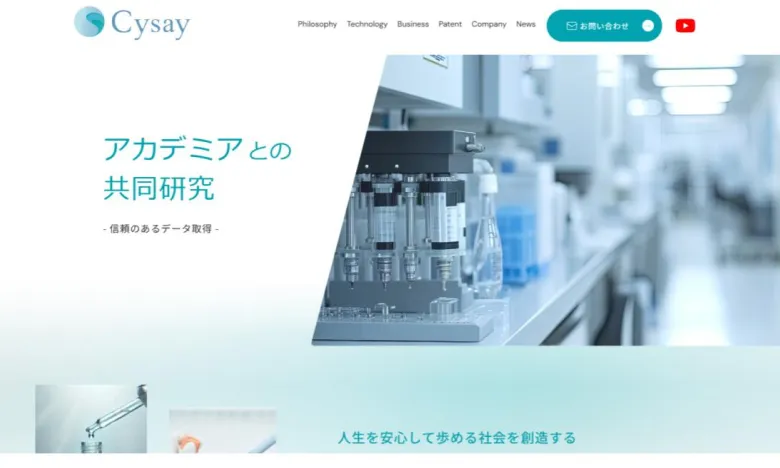 Cysay
Philosophy Technology Business Patent Company News お問い合わせ
アカデミアとの
共同研究
- 信頼のあるデータ取得 -
人生を安心して歩める社会を創造する